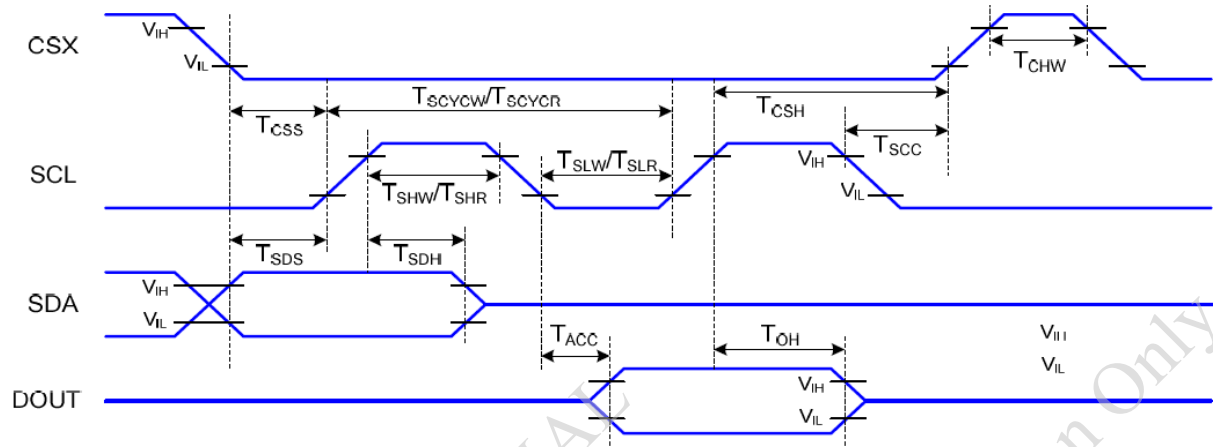 CSX
VIH
VIL
TCHW
TCSS
TSCYCW/TSCYCR
TCSH
TSCC
SCL
TSHW/TSHR
TSLW/TSLR
VIH
VIL
TSDS
TSDH
SDA
VIH
VIL
TACC
TOH
VIH
VIL
DOUT
VIH
VIL
Only